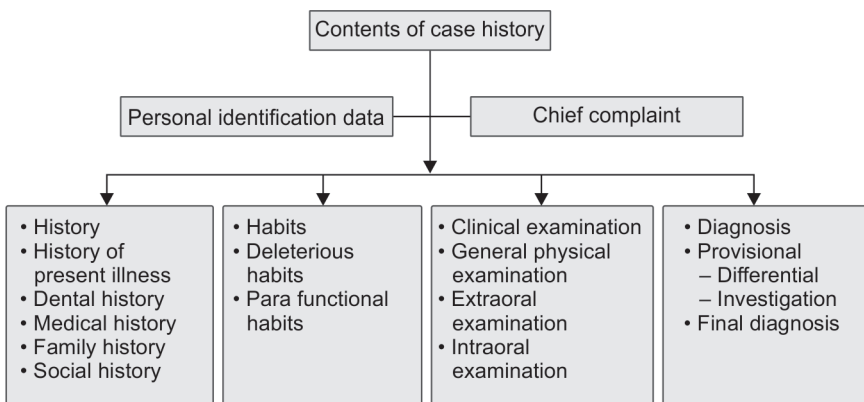 Contents of case history
Personal identification data
Chief complaint
• History
• History of
present illness
• Dental history
• Medical history
• Family history
• Social history
• Habits
• Deleterious
habits
• Para functional
habits
• Clinical examination
• General physical
examination
• Extraoral
examination
• Intraoral
examination
• Diagnosis
• Provisional
– Differential
– Investigation
• Final diagnosis